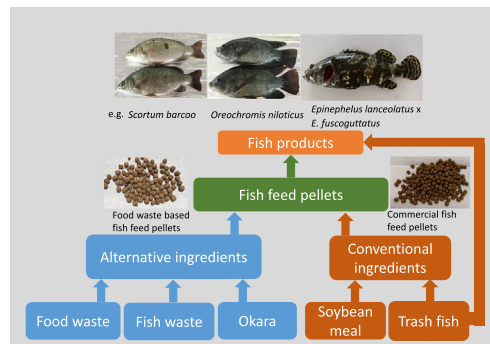 e.g. Scortum barcoo
Oreochromis niloticus
Epinephelus lanceolatus x
E. fuscoguttatus
Fish products
Fish feed pellets
Food waste based
fish feed pellets
Commercial fish
feed pellets
Alternative ingredients
Conventional
ingredients
Food waste
Fish waste
Okara
Soybean
meal
Trash fish